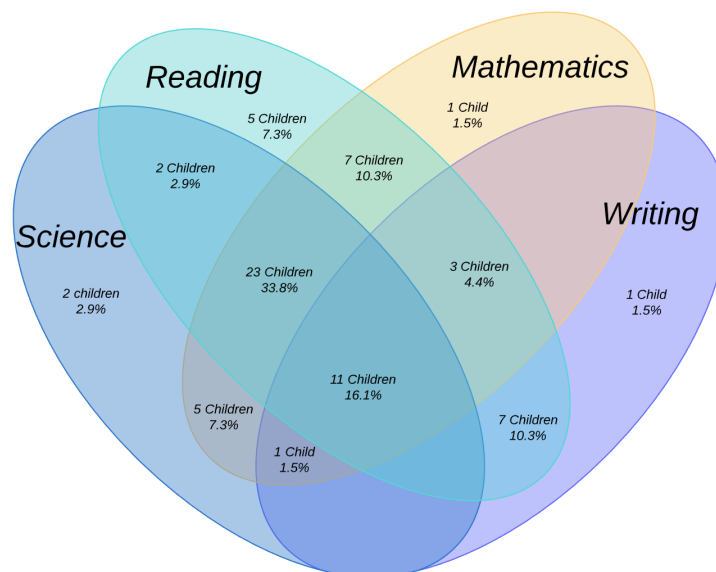 Reading
Mathematics
Writing
Science
5 Children
7.3%
1 Child
1.5%
2 Children
2.9%
7 Children
10.3%
2 children
2.9%
23 Children
33.8%
3 Children
4.4%
1 Child
1.5%
11 Children
16.1%
5 Children
7.3%
1 Child
1.5%
7 Children
10.3%